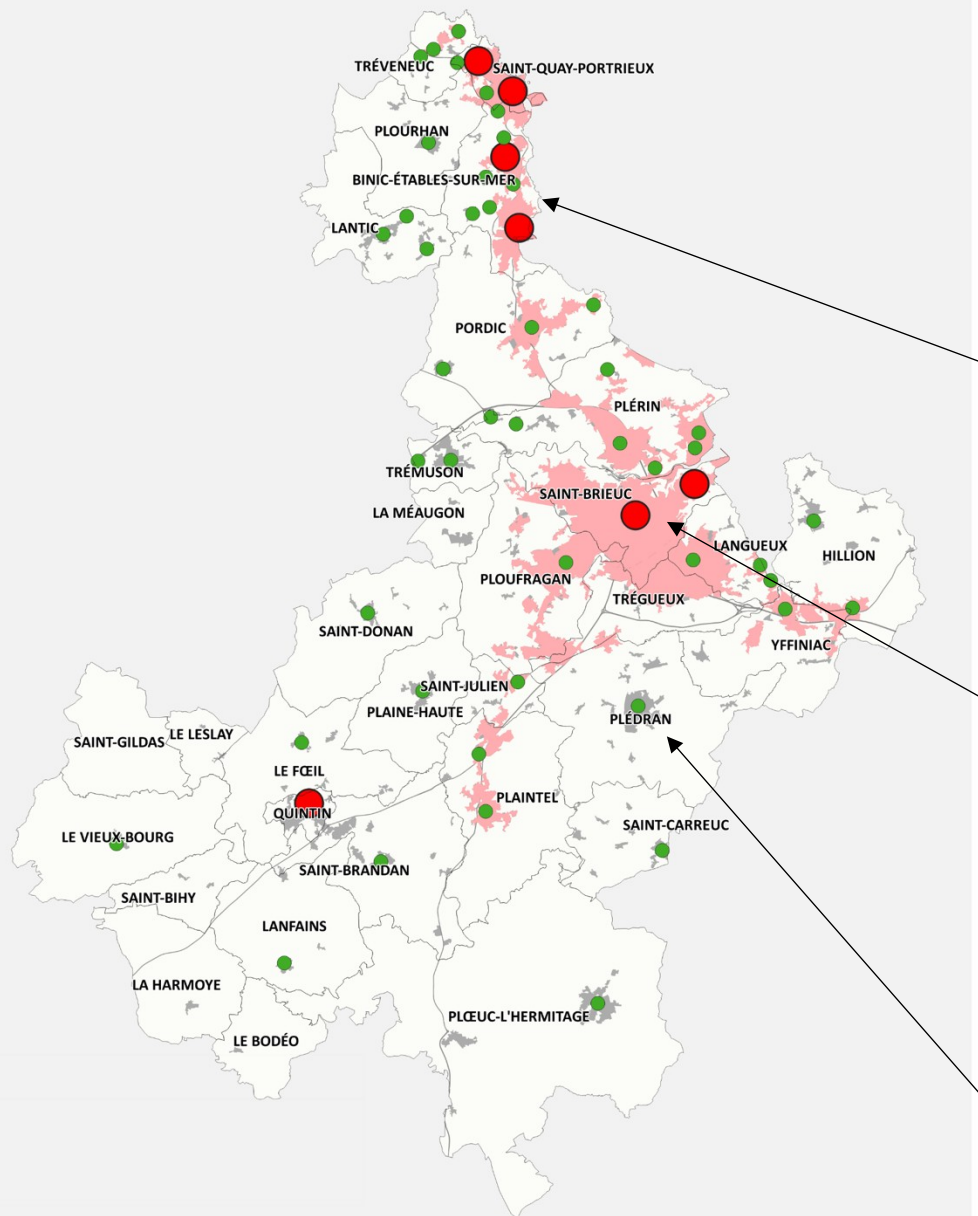 SAINT-QUAY-PORTRIEUX
TRÉVENEUC
PLOURHAN
BINIC-ÉTABLES-SUR-MER
LANTIC
PORDIC
PLÉRIN
TRÉMUSON
SAINT-BRIEUC
LA MÉAUGON
LANGUEUX
HILLION
PLOUFRAGAN
TRÉGUEUX
SAINT-DONAN
YFFINIAC
SAINT-JULIEN
PLAINE-HAUTE
PLÉDRAN
LE LESLAY
SAINT-GILDAS
LE FŒIL
PLAINTEL
QUINTIN
SAINT-CARREUC
LE VIEUX-BOURG
SAINT-BRANDAN
SAINT-BIHY
LANFAINS
LA HARMOYE
PLŒUC-L'HERMITAGE
LE BODÉO